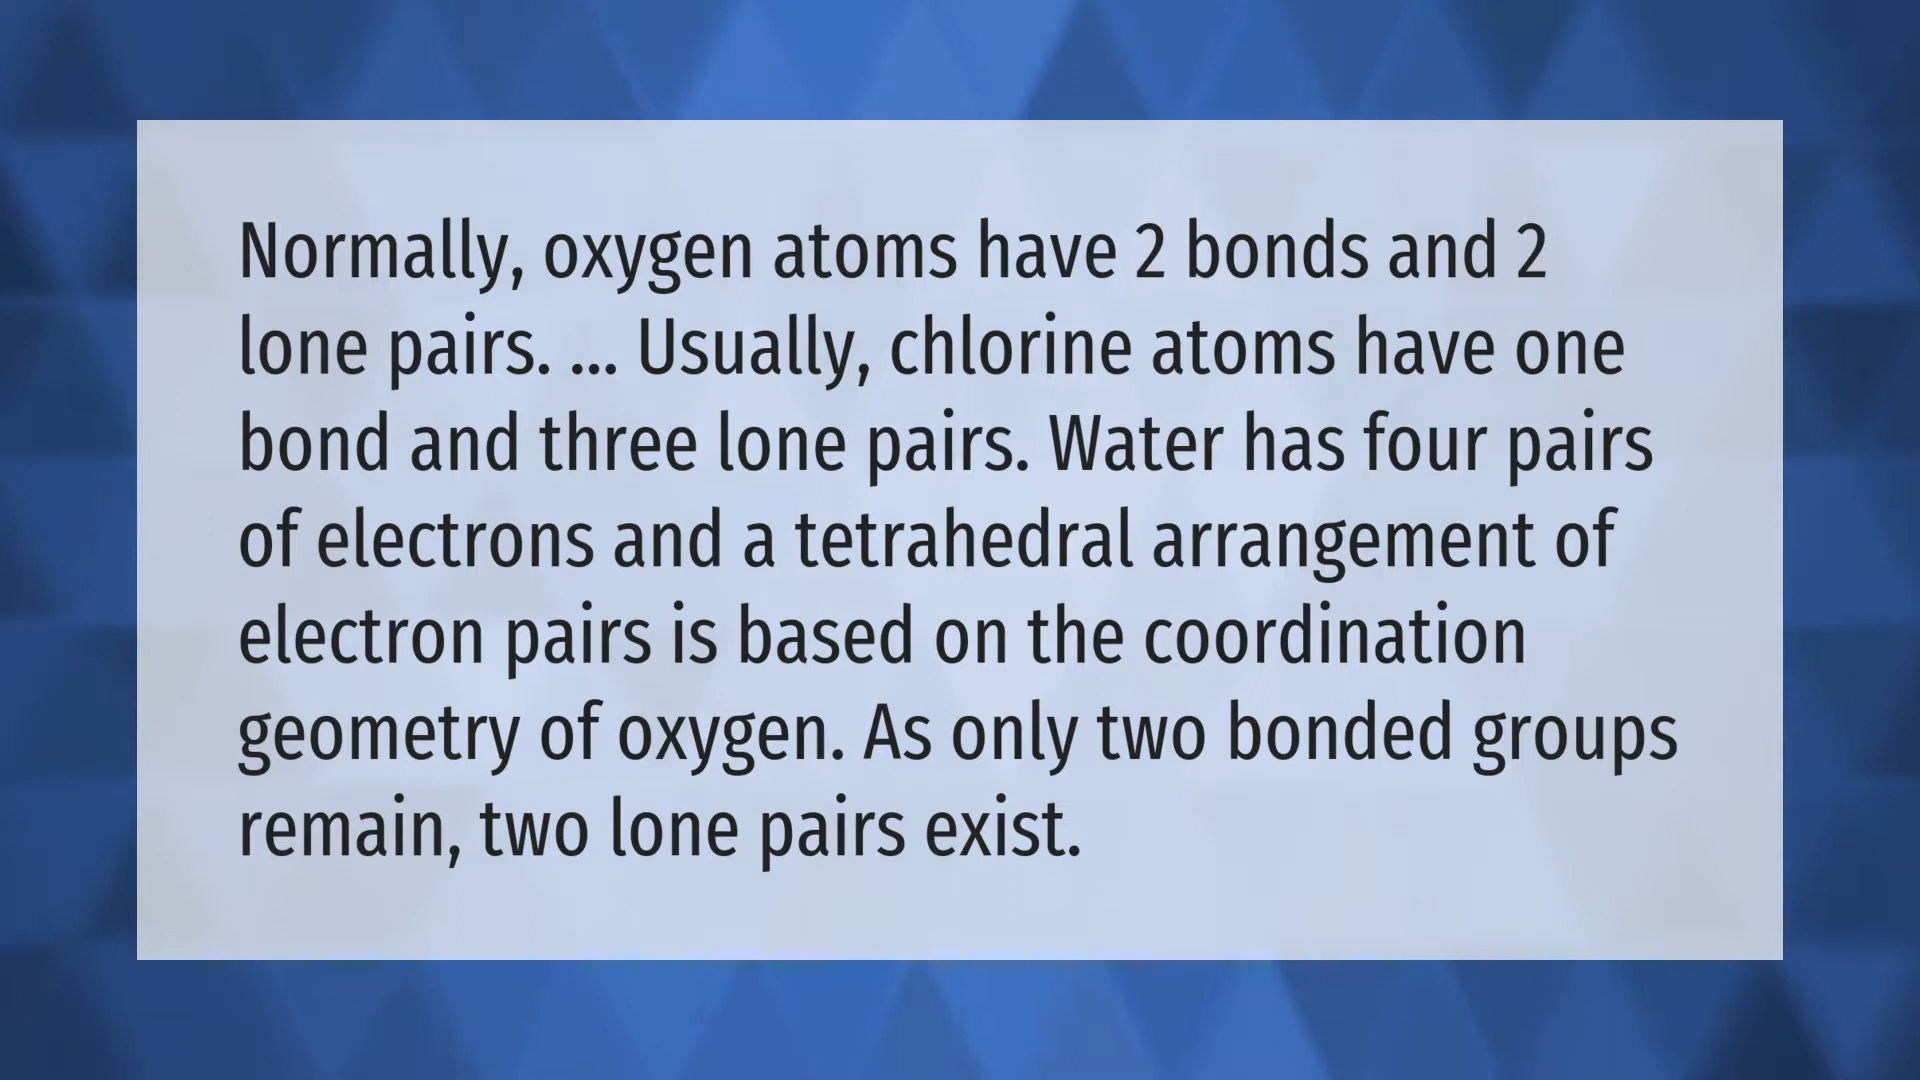 Normally, oxygen atoms have 2 bonds and 2
lone pairs. ... Usually, chlorine atoms have one
bond and three lone pairs. Water has four pairs
of electrons and a tetrahedral arrangement of
electron pairs is based on the coordination
geometry of oxygen. As only two bonded groups
remain, two lone pairs exist.